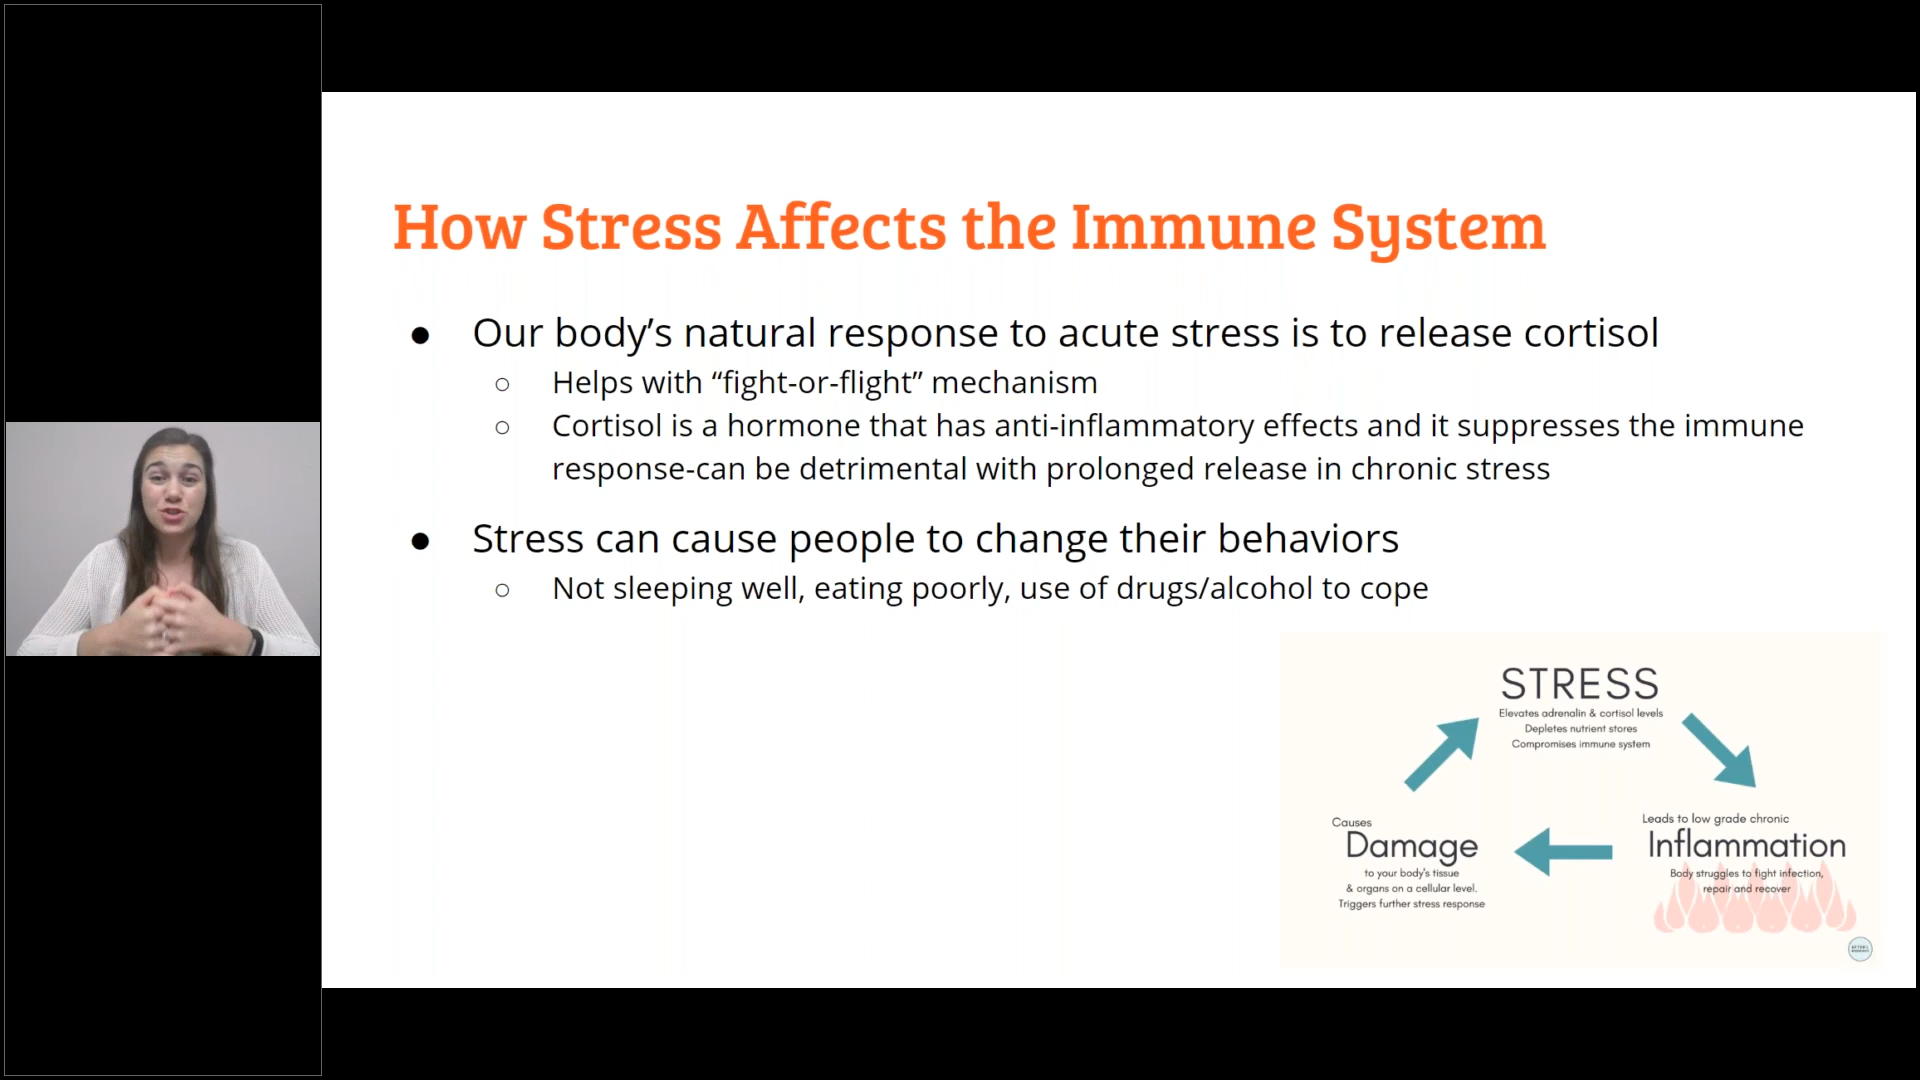 How Stress Affects the Immune System
● Our body’s natural response to acute stress is to release cortisol
○ Helps with “fight-or-flight” mechanism
○ Cortisol is a hormone that has anti-inflammatory effects and it suppresses the immune
response-can be detrimental with prolonged release in chronic stress
● Stress can cause people to change their behaviors
○ Not sleeping well, eating poorly, use of drugs/alcohol to cope
STRESS
Elevates adrenalin & cortisol levels
Depletes nutrient stores
Compromises immune system
Leads to low grade chronic
Inflammation
Body struggles to fight infection,
repair and recover
Causes
Damage
to your body's tissue
& organs on a cellular level.
Triggers further stress response